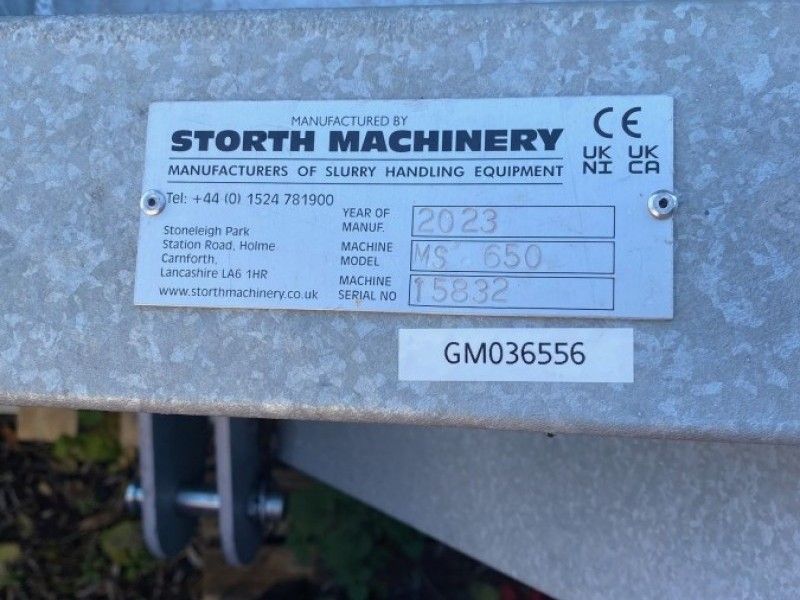 MANUFACTURED BY
STORTH MACHINERY
MANUFACTURERS OF SLURRY HANDLING EQUIPMENT
CE
UK UK
NI CA
Tel: +44 (0) 1524 781900
Stoneleigh Park
Station Road, Holme
Carnforth,
Lancashire LA6 1HR
www.storthmachinery.co.uk
YEAR OF
MANUF. 2023
MACHINE
MODEL MS 650
MACHINE
SERIAL NO 15832
GM036556